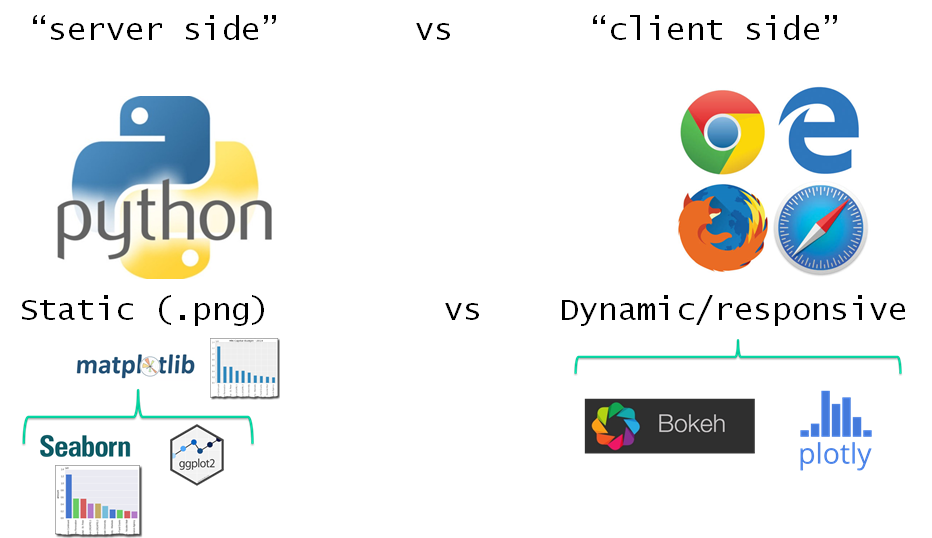 “server side”
vs
“client side”
python
Static (.png)
vs
Dynamic/responsive
matplotlib
Seaborn
ggplot2
Bokeh
plotly